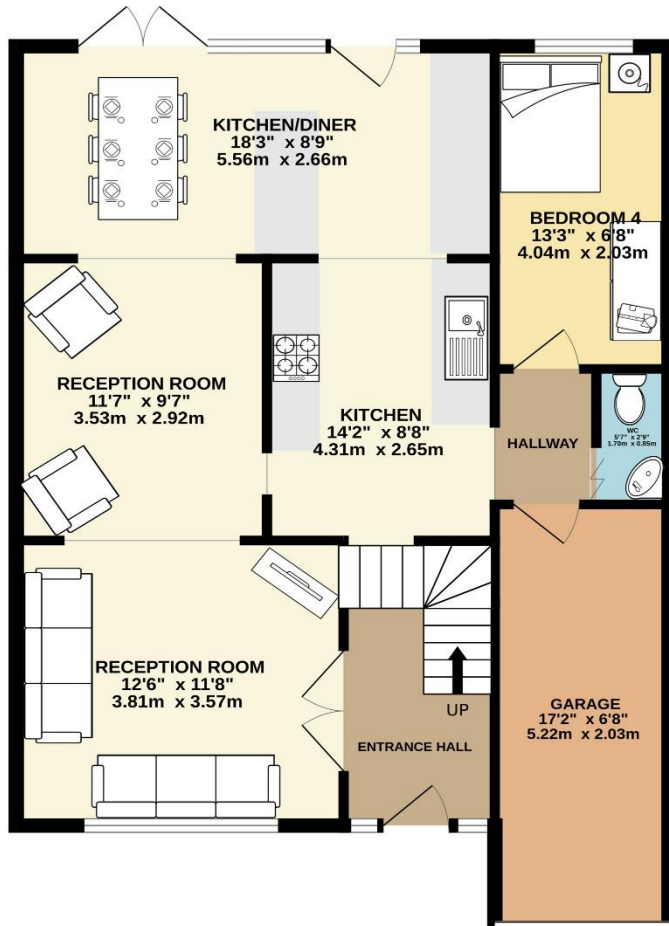 KITCHEN/DINER
18'3" x 8'9"
5.56m x 2.66m
BEDROOM 4
13'3" x 6'8"
4.04m x 2.03m
RECEPTION ROOM
11'7" x 9'7"
3.53m x 2.92m
KITCHEN
14'2" x 8'8"
4.31m x 2.65m
HALLWAY
WC
5'7" x 2'9"
1.70m x 0.85m
RECEPTION ROOM
12'6" x 11'8"
3.81m x 3.57m
UP
ENTRANCE HALL
GARAGE
17'2" x 6'8"
5.22m x 2.03m